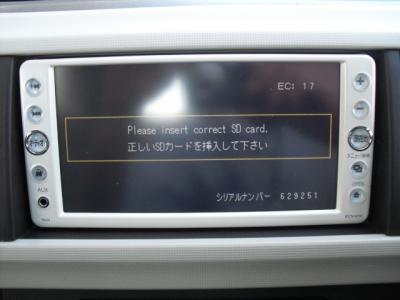 EC: 17
Please insert correct SD card.
正しいSDカードを挿入して下さい
シリアルナンバー 629251
AUX